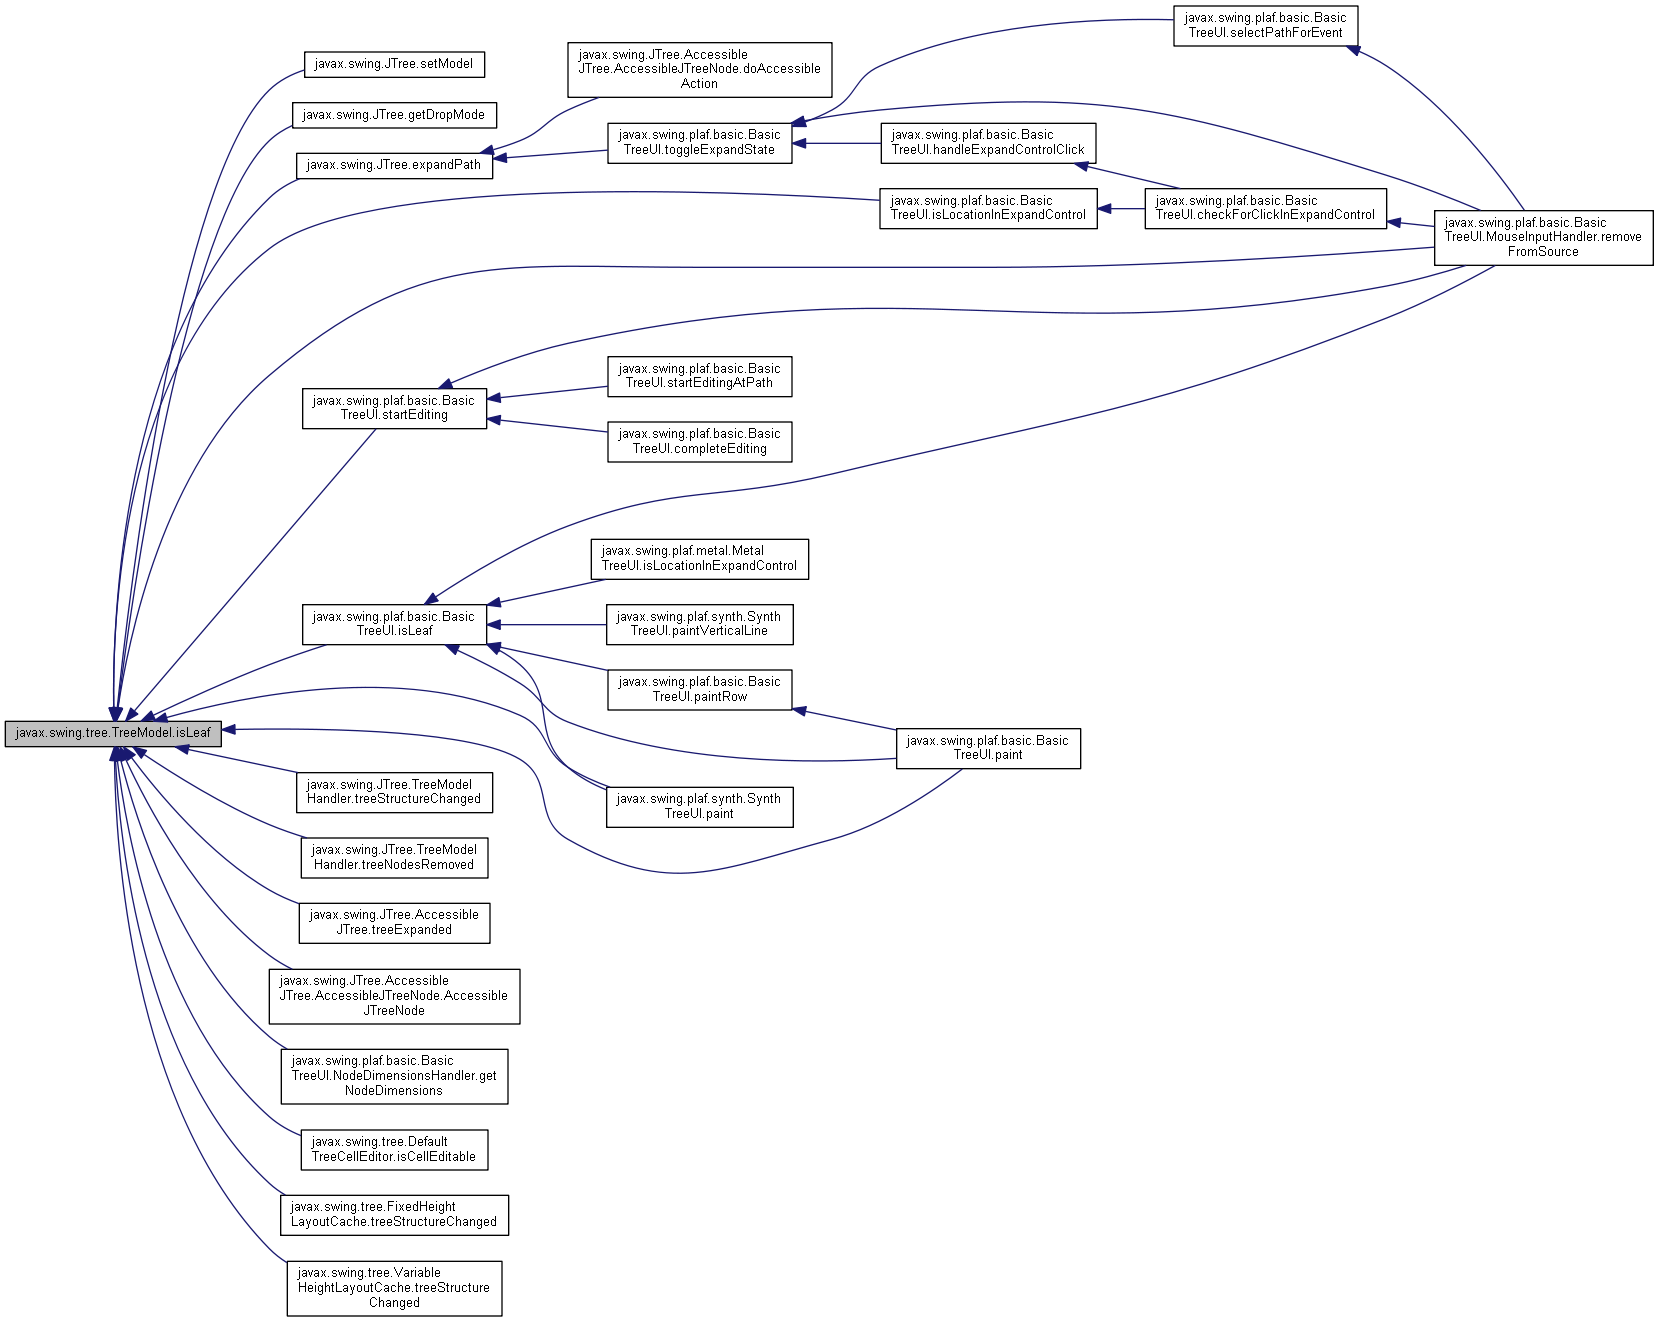 javax.swing.plaf.basic.Basic
TreeUI.selectPathForEvent
javax.swing.JTree.setModel
javax.swing.JTree.Accessible
JTree.AccessibleJTreeNode.doAccessible
Action
javax.swing.JTree.getDropMode
javax.swing.plaf.basic.Basic
TreeUI.toggleExpandState
javax.swing.plaf.basic.Basic
TreeUI.handleExpandControlClick
javax.swing.JTree.expandPath
javax.swing.plaf.basic.Basic
TreeUI.isLocationInExpandControl
javax.swing.plaf.basic.Basic
TreeUI.checkForClickInExpandControl
javax.swing.plaf.basic.Basic
TreeUI.MouseInputHandler.remove
FromSource
javax.swing.plaf.basic.Basic
TreeUI.startEditingAtPath
javax.swing.plaf.basic.Basic
TreeUI.startEditing
javax.swing.plaf.basic.Basic
TreeUI.completeEditing
javax.swing.plaf.metal.Metal
TreeUI.isLocationInExpandControl
javax.swing.plaf.basic.Basic
TreeUI.isLeaf
javax.swing.plaf.synth.Synth
TreeUI.paintVerticalLine
javax.swing.plaf.basic.Basic
TreeUI.paintRow
javax.swing.tree.TreeModel.isLeaf
javax.swing.plaf.basic.Basic
TreeUI.paint
javax.swing.JTree.TreeModel
Handler.treeStructureChanged
javax.swing.plaf.synth.Synth
TreeUI.paint
javax.swing.JTree.TreeModel
Handler.treeNodesRemoved
javax.swing.JTree.Accessible
JTree.treeExpanded
javax.swing.JTree.Accessible
JTree.AccessibleJTreeNode.Accessible
JTreeNode
javax.swing.plaf.basic.Basic
TreeUI.NodeDimensionsHandler.get
NodeDimensions
javax.swing.tree.Default
TreeCellEditor.isCellEditable
javax.swing.tree.FixedHeight
LayoutCache.treeStructureChanged
javax.swing.tree.Variable
HeightLayoutCache.treeStructure
Changed